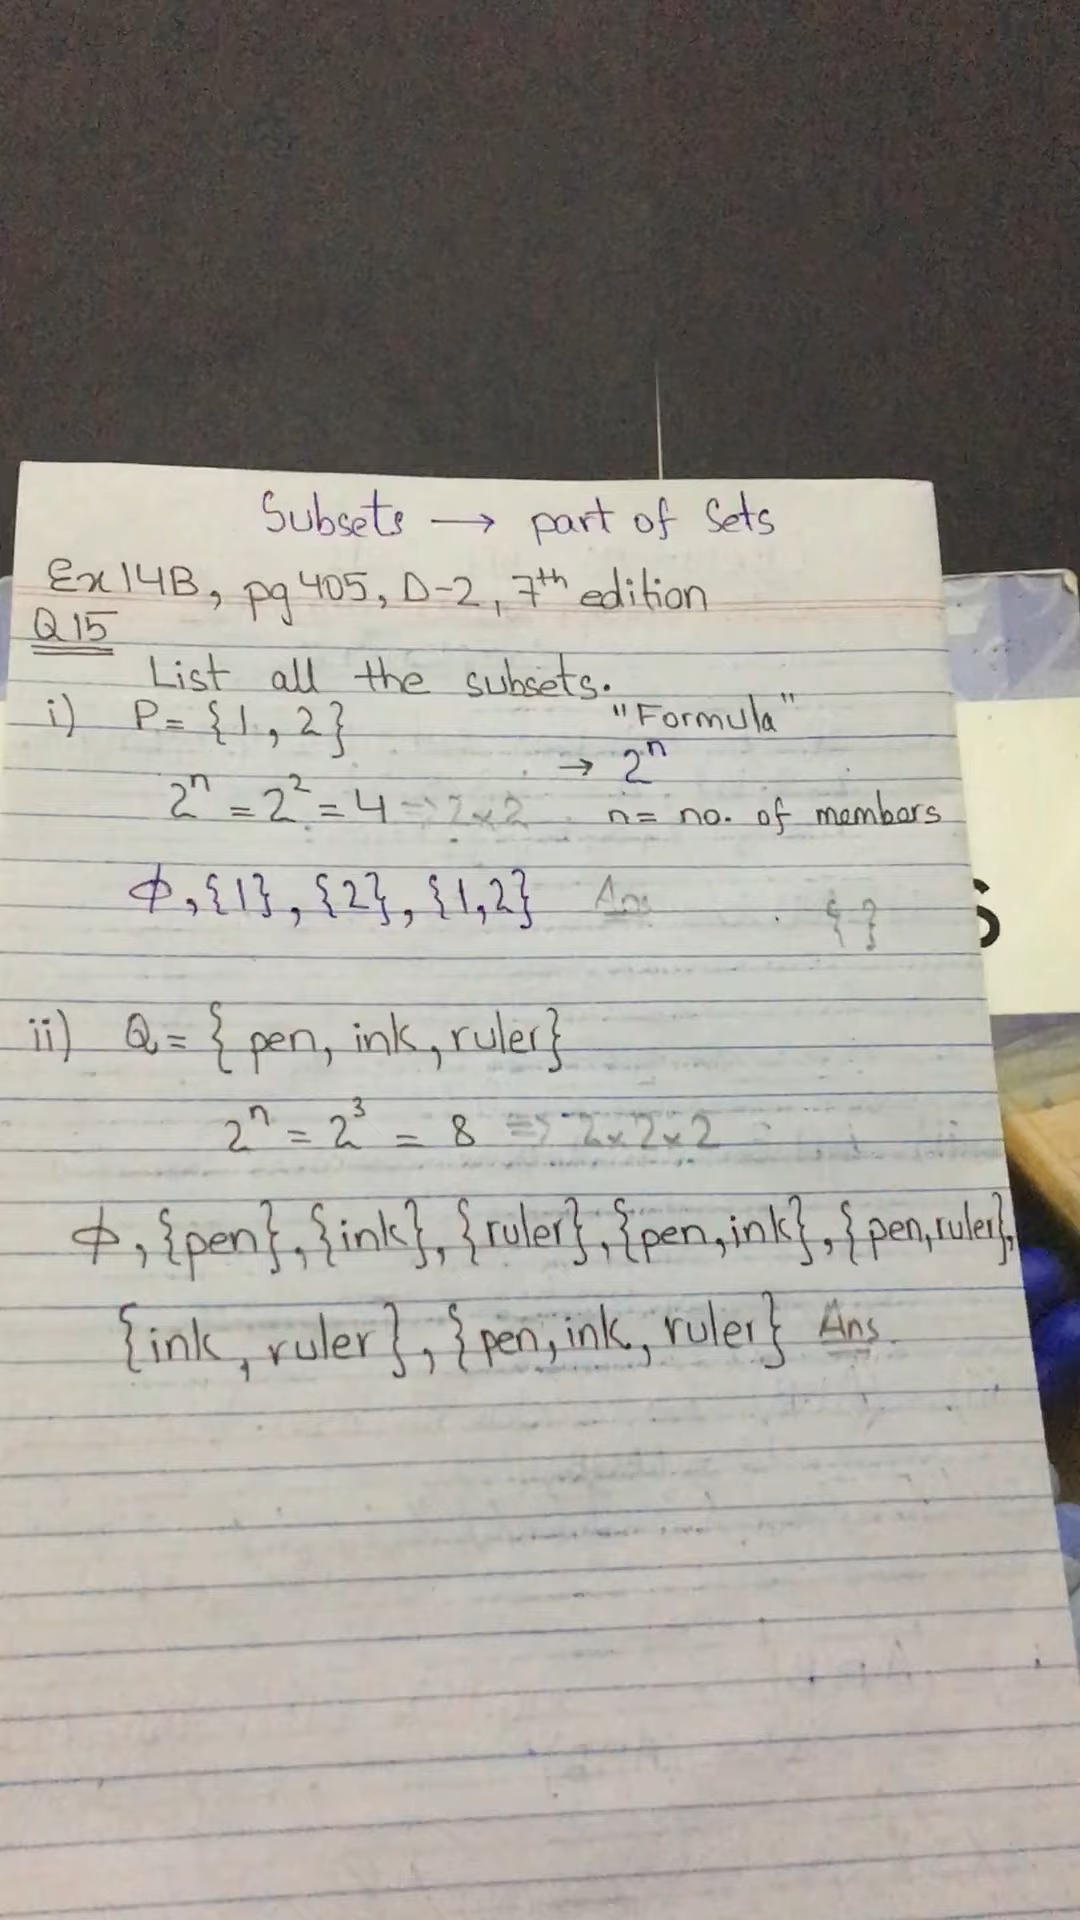 Subsets → part of Sets
Ex 14B, pg 405, D-2, 7th edition
Q15
List all the subsets.
i) P = {1, 2} "Formula"
→ 2ⁿ
2ⁿ = 2² = 4 => 2×2 n = no. of members
ϕ, {1}, {2}, {1,2} Ans { }
S
ii) Q = { pen, ink, ruler}
2ⁿ = 2³ = 8 => 2×2×2
ϕ, {pen}, {ink}, {ruler}, {pen, ink}, {pen, ruler},
{ink, ruler}, {pen, ink, ruler} Ans.